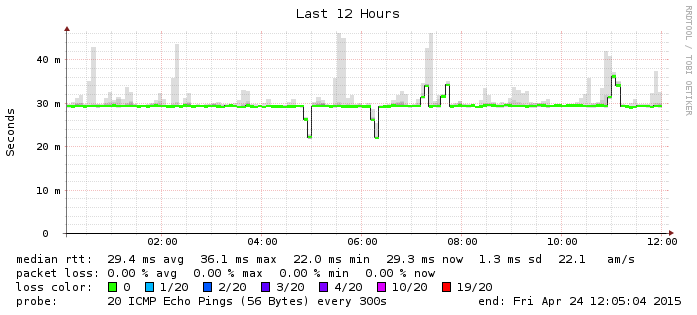 Last 12 Hours
RRDTOOL / TOBI OETIKER
Seconds
40 m
30 m
20 m
10 m
0
02:00 04:00 06:00 08:00 10:00 12:00
median rtt: 29.4 ms avg 36.1 ms max 22.0 ms min 29.3 ms now 1.3 ms sd 22.1 am/s
packet loss: 0.00 % avg 0.00 % max 0.00 % min 0.00 % now
loss color: 0 1/20 2/20 3/20 4/20 10/20 19/20
probe: 20 ICMP Echo Pings (56 Bytes) every 300s end: Fri Apr 24 12:05:04 2015